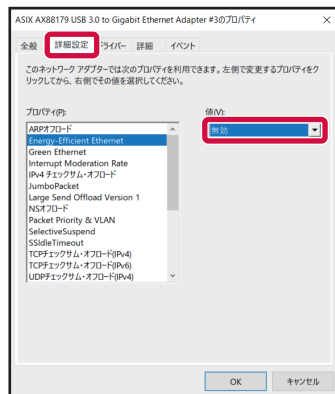 ASIX AX88179 USB 3.0 to Gigabit Ethernet Adapter #3のプロパティ
全般 詳細設定 ドライバー 詳細 イベント
このネットワーク アダプターでは次のプロパティを利用できます。左側で変更するプロパティをク
リックしてから、右側でその値を選択してください。
プロパティ(P): 値(V):
ARPオフロード
Energy-Efficient Ethernet 無効
Green Ethernet
Interrupt Moderation Rate
IPv4 チェックサム・オフロード
JumboPacket
Large Send Offload Version 1
NSオフロード
Packet Priority & VLAN
SelectiveSuspend
SSIdleTimeout
TCPチェックサム・オフロード(IPv4)
TCPチェックサム・オフロード(IPv6)
UDPチェックサム・オフロード(IPv4)
OK キャンセル